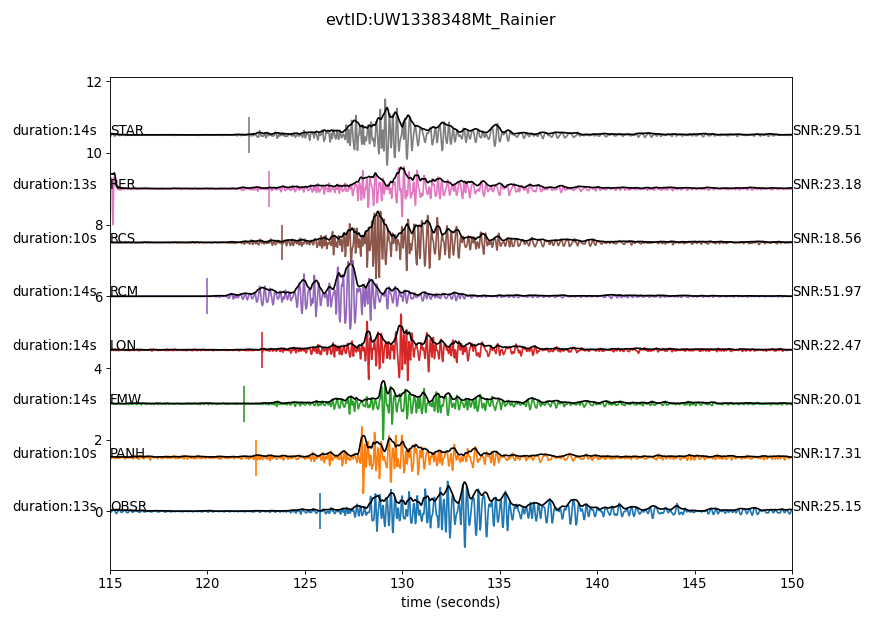 evtID:UW1338348Mt_Rainier
12
duration:14s STAR SNR:29.51
10
duration:13s RER SNR:23.18
8
duration:10s RCS SNR:18.56
duration:14s RCM SNR:51.97
6
duration:14s LON SNR:22.47
4
duration:14s FMW SNR:20.01
2
duration:10s PANH SNR:17.31
duration:13s OBSR SNR:25.15
0
115 120 125 130 135 140 145 150
time (seconds)